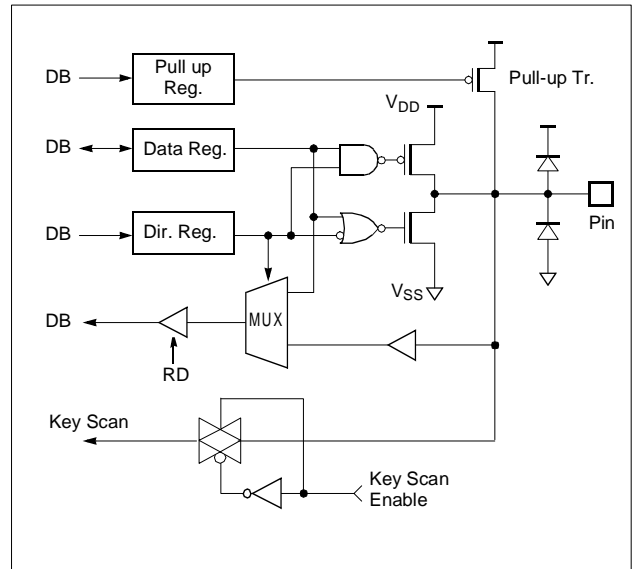 DB
Pull up
Reg.
Pull-up Tr.
VDD
DB
Data Reg.
DB
Dir. Reg.
Pin
VSS
DB
MUX
RD
Key Scan
Key Scan
Enable